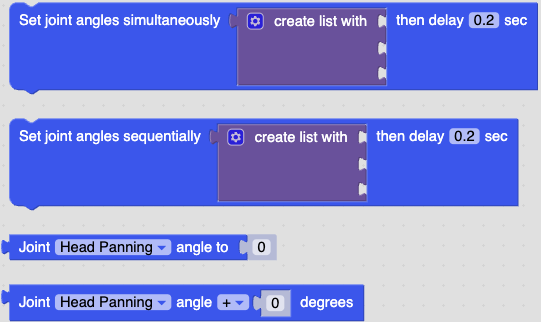 Set joint angles simultaneously create list with then delay 0.2 sec
Set joint angles sequentially create list with then delay 0.2 sec
Joint Head Panning angle to 0
Joint Head Panning angle + 0 degrees